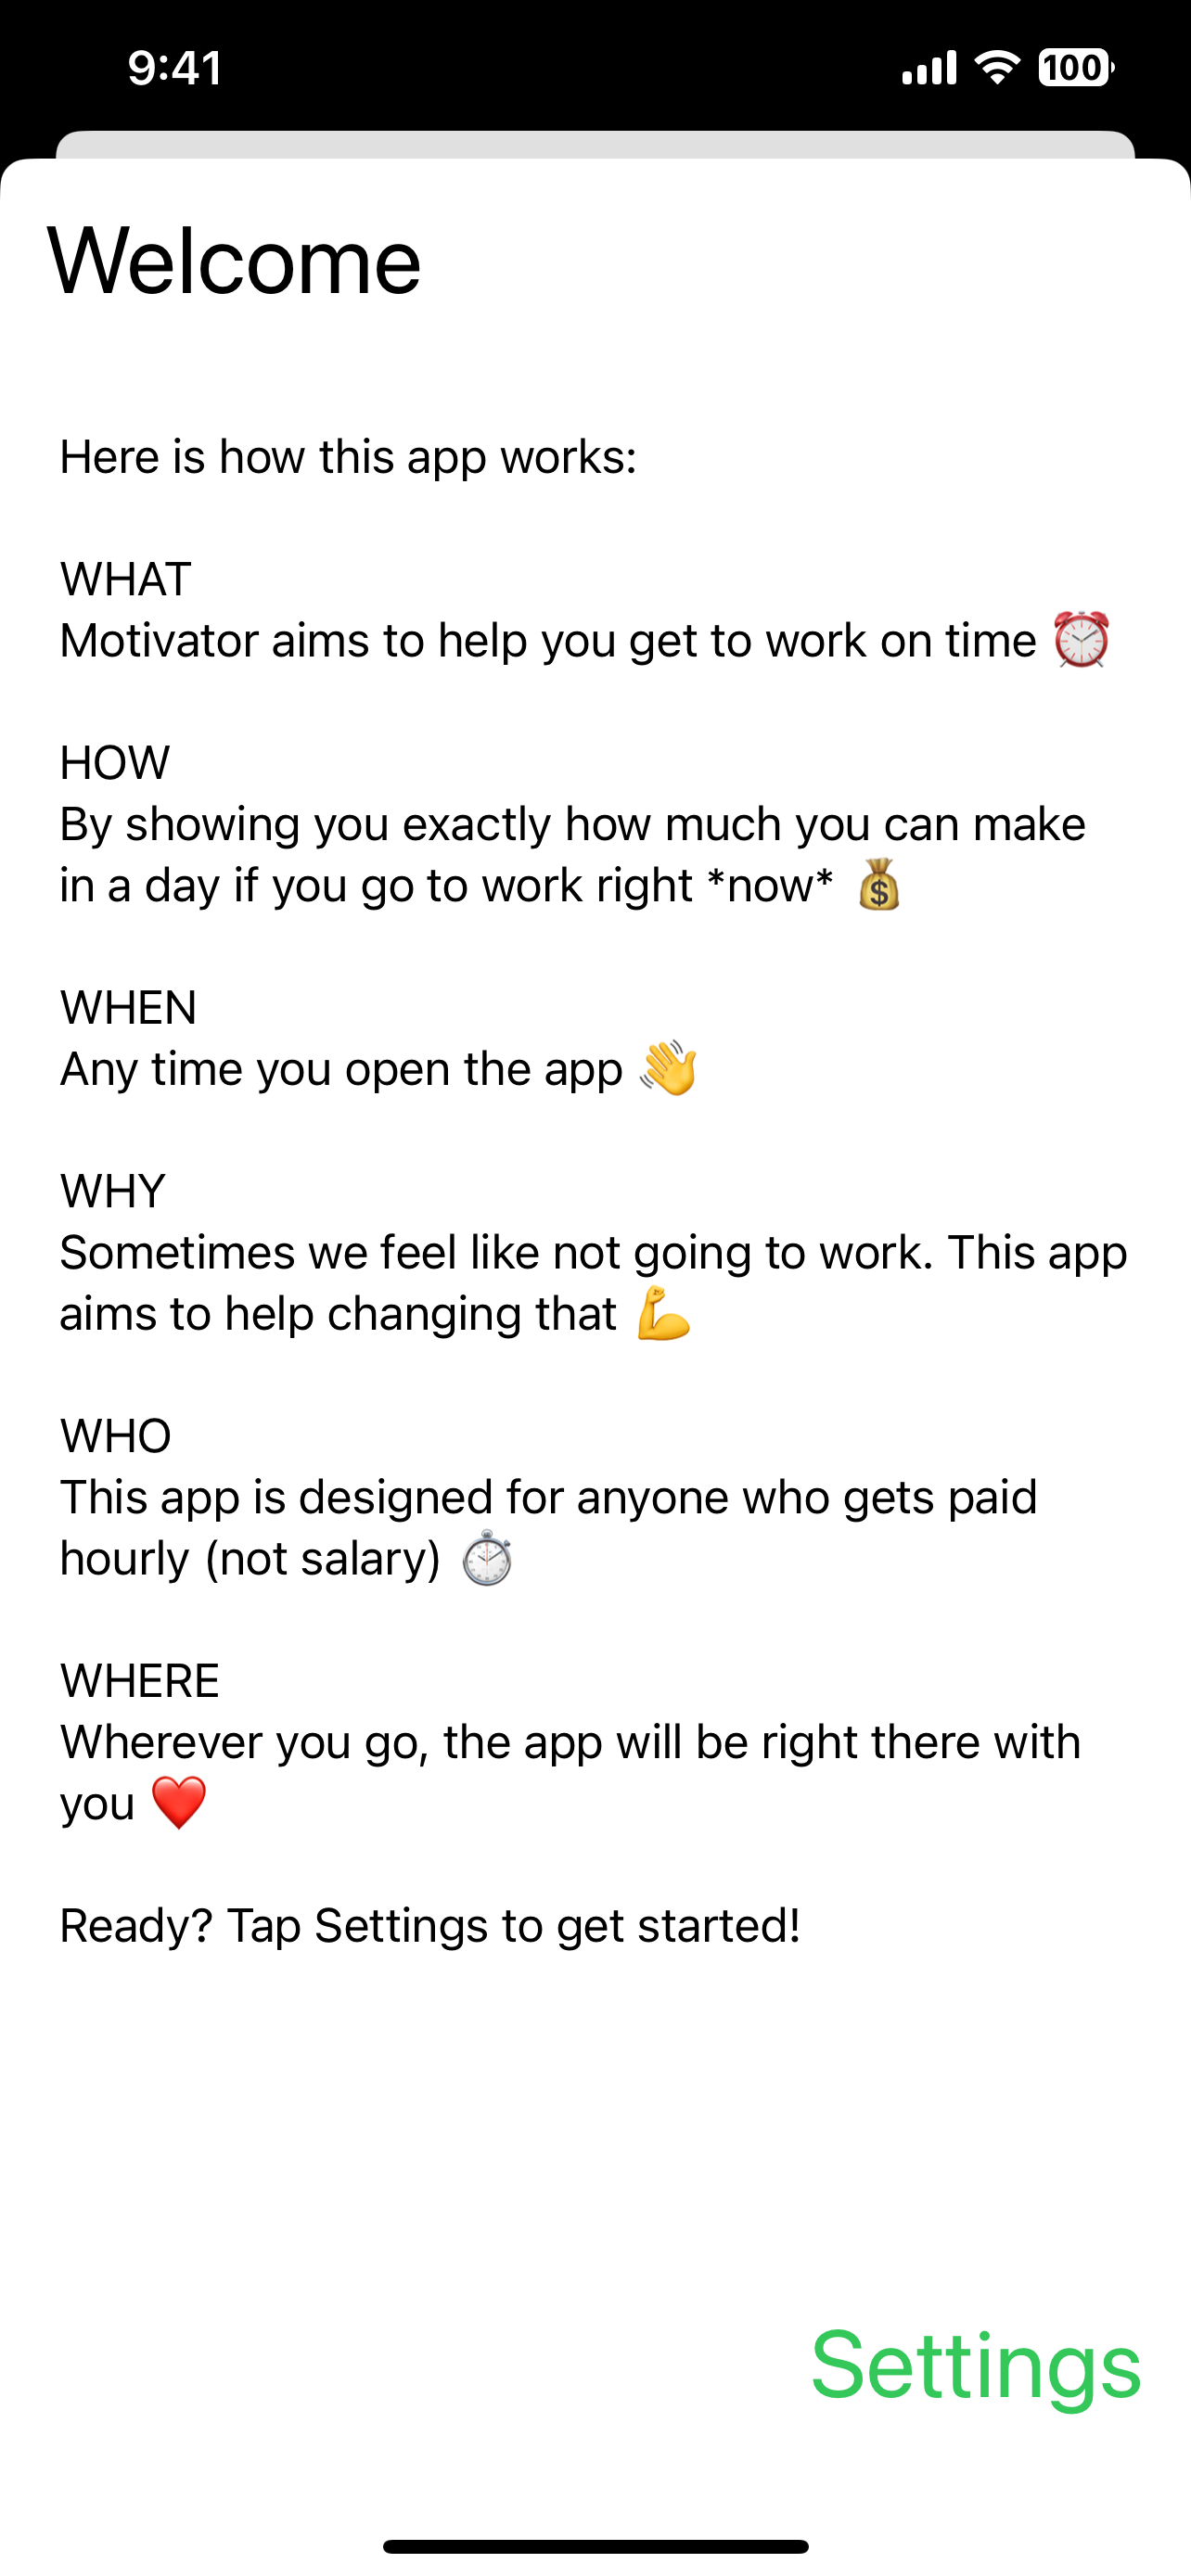 9:41
100
Welcome
Here is how this app works:
WHAT
Motivator aims to help you get to work on time ⏰
HOW
By showing you exactly how much you can make
in a day if you go to work right *now* 💰
WHEN
Any time you open the app 👋
WHY
Sometimes we feel like not going to work. This app
aims to help changing that 💪
WHO
This app is designed for anyone who gets paid
hourly (not salary) ⏱️
WHERE
Wherever you go, the app will be right there with
you ❤️
Ready? Tap Settings to get started!
Settings